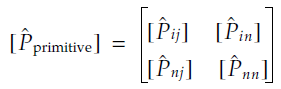 [P̂primitive] = [[P̂ij] [P̂in]
[P̂nj] [P̂nn]]